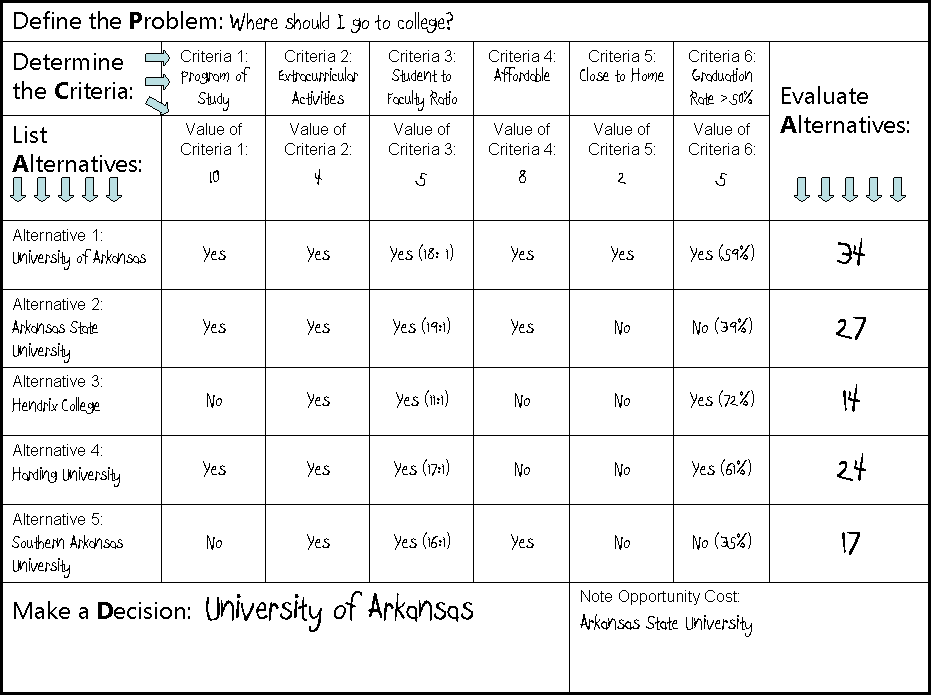 Define the Problem: Where should I go to college?
Determine
the Criteria:
Criteria 1:
Program of
Study
Criteria 2:
Extracurricular
Activities
Criteria 3:
Student to
Faculty Ratio
Criteria 4:
Affordable
Criteria 5:
Close to Home
Criteria 6:
Graduation
Rate >50%
Evaluate
Alternatives:
List
Alternatives:
Value of
Criteria 1:
10
Value of
Criteria 2:
4
Value of
Criteria 3:
5
Value of
Criteria 4:
8
Value of
Criteria 5:
2
Value of
Criteria 6:
5
Alternative 1:
University of Arkansas
Yes
Yes
Yes (18:1)
Yes
Yes
Yes (59%)
34
Alternative 2:
Arkansas State
University
Yes
Yes
Yes (19:1)
Yes
No
No (39%)
27
Alternative 3:
Hendrix College
No
Yes
Yes (11:1)
No
No
Yes (72%)
14
Alternative 4:
Harding University
Yes
Yes
Yes (17:1)
No
No
Yes (61%)
24
Alternative 5:
Southern Arkansas
University
No
Yes
Yes (16:1)
Yes
No
No (35%)
17
Make a Decision: University of Arkansas
Note Opportunity Cost:
Arkansas State University